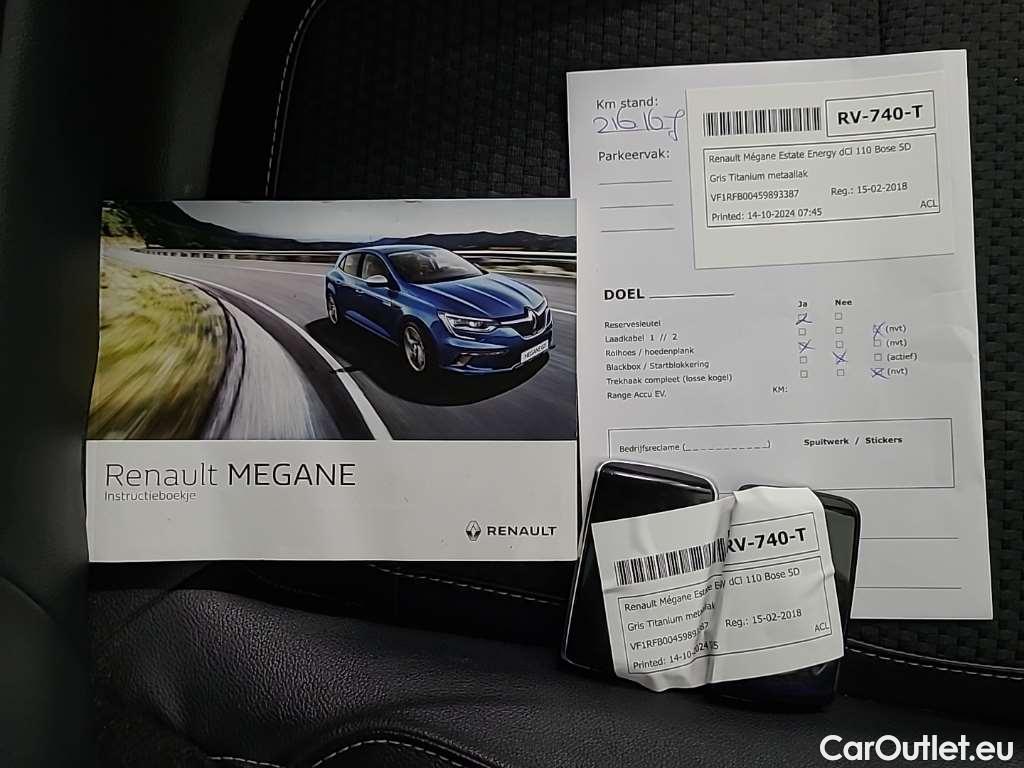 MEGANE GT
Renault MEGANE
Instructieboekje
RENAULT
Km stand:
Parkeervak:
RV-740-T
Renault Mégane Estate Energy dCi 110 Bose 5D
Gris Titanium metaallak
VF1RFB00459893387 Reg.: 15-02-2018
Printed: 14-10-2024 07:45 ACL
DOEL
Ja Nee
Reservesleutel
Laadkabel 1 // 2 (nvt)
Rolhoes / hoedenplank (nvt)
Blackbox / Startblokkering (actief)
Trekhaak compleet (losse kogel) (nvt)
Range Accu EV. KM:
Bedrijfsreclame (_ _ _ _ _ _ _ _ _ _ _) Spuitwerk / Stickers
RV-740-T
Renault Mégane Estate dCi 110 Bose 5D
Gris Titanium metaallak
Reg.: 15-02-2018
Printed: ACL
CarOutlet.eu